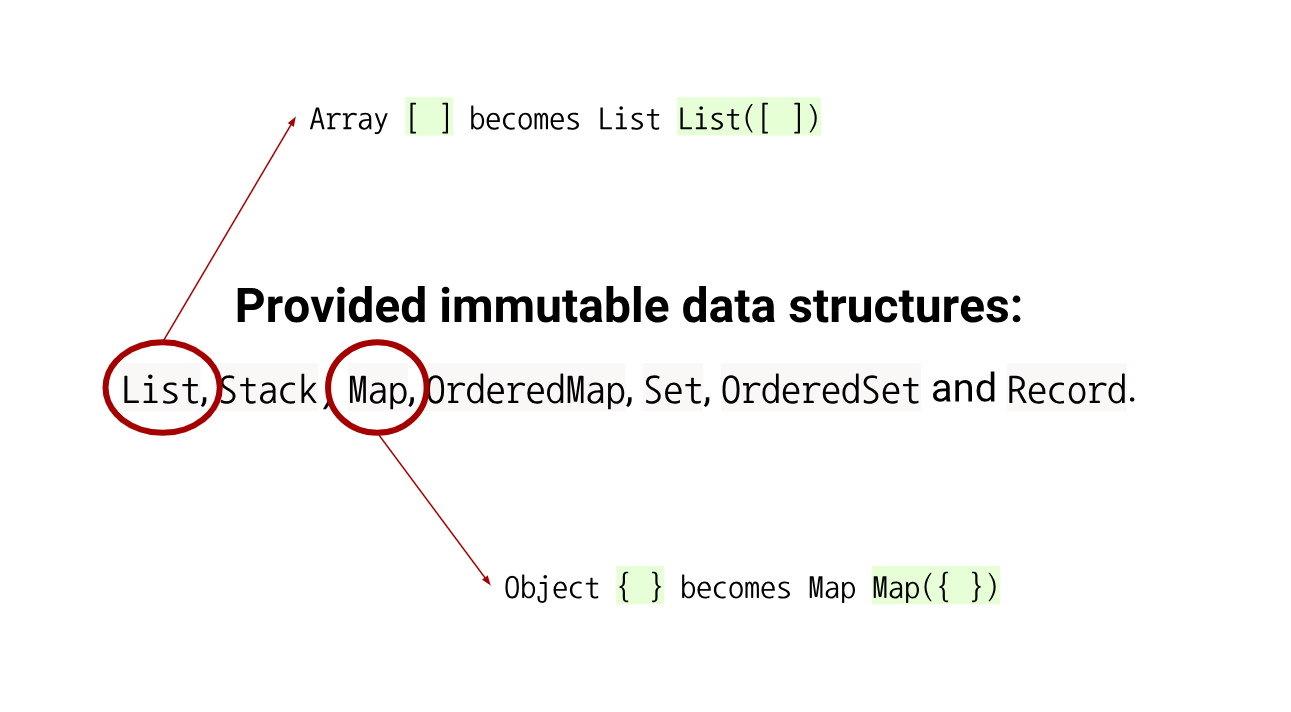 Array [ ] becomes List List([ ])
Provided immutable data structures:
List, Stack, Map, OrderedMap, Set, OrderedSet and Record.
Object { } becomes Map Map({ })